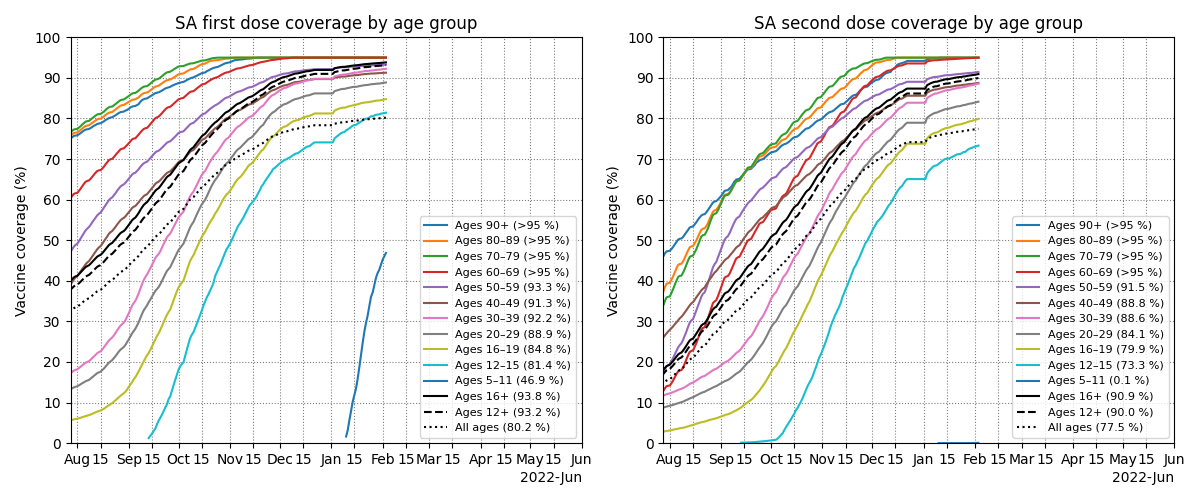 SA first dose coverage by age group
Vaccine coverage (%)
100
90
80
70
60
50
40
30
20
10
0
Ages 90+ (>95 %)
Ages 80–89 (>95 %)
Ages 70–79 (>95 %)
Ages 60–69 (>95 %)
Ages 50–59 (93.3 %)
Ages 40–49 (91.3 %)
Ages 30–39 (92.2 %)
Ages 20–29 (88.9 %)
Ages 16–19 (84.8 %)
Ages 12–15 (81.4 %)
Ages 5–11 (46.9 %)
Ages 16+ (93.8 %)
Ages 12+ (93.2 %)
All ages (80.2 %)
Aug 15 Sep 15 Oct 15 Nov 15 Dec 15 Jan 15 Feb 15 Mar 15 Apr 15 May 15 Jun
2022-Jun
SA second dose coverage by age group
Vaccine coverage (%)
100
90
80
70
60
50
40
30
20
10
0
Ages 90+ (>95 %)
Ages 80–89 (>95 %)
Ages 70–79 (>95 %)
Ages 60–69 (>95 %)
Ages 50–59 (91.5 %)
Ages 40–49 (88.8 %)
Ages 30–39 (88.6 %)
Ages 20–29 (84.1 %)
Ages 16–19 (79.9 %)
Ages 12–15 (73.3 %)
Ages 5–11 (0.1 %)
Ages 16+ (90.9 %)
Ages 12+ (90.0 %)
All ages (77.5 %)
Aug 15 Sep 15 Oct 15 Nov 15 Dec 15 Jan 15 Feb 15 Mar 15 Apr 15 May 15 Jun
2022-Jun